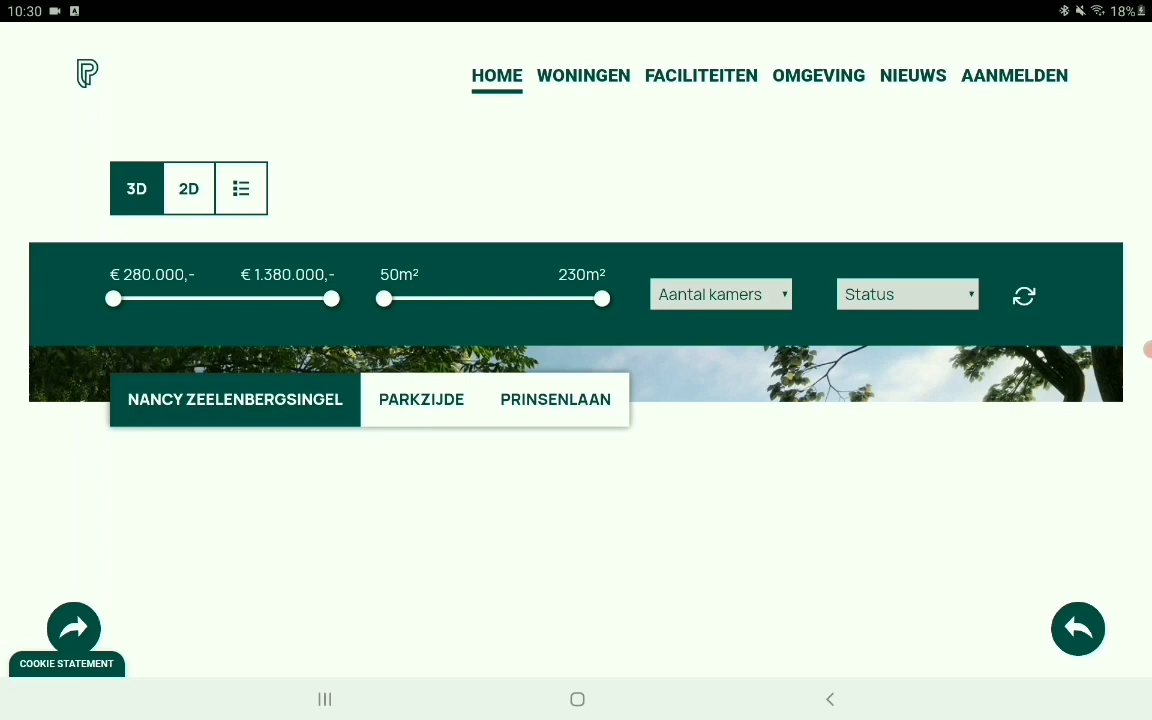 10:30
18%
HOME WONINGEN FACILITEITEN OMGEVING NIEUWS AANMELDEN
3D 2D
€ 280.000,- € 1.380.000,- 50m² 230m²
Aantal kamers Status
NANCY ZEELENBERGSINGEL PARKZIJDE PRINSENLAAN
COOKIE STATEMENT